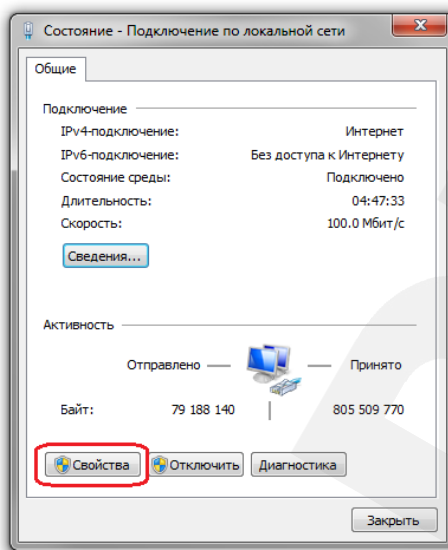 Состояние - Подключение по локальной сети
Общие
Подключение
IPv4-подключение: Интернет
IPv6-подключение: Без доступа к Интернету
Состояние среды: Подключено
Длительность: 04:47:33
Скорость: 100.0 Мбит/с
Сведения...
Активность
Отправлено — — Принято
Байт: 79 188 140 | 805 509 770
Свойства Отключить Диагностика
Закрыть